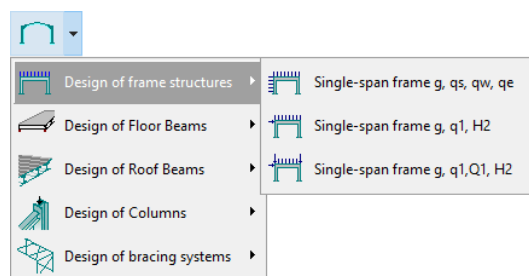 Design of frame structures
Design of Floor Beams
Design of Roof Beams
Design of Columns
Design of bracing systems
Single-span frame g, qs, qw, qe
Single-span frame g, q1, H2
Single-span frame g, q1,Q1, H2